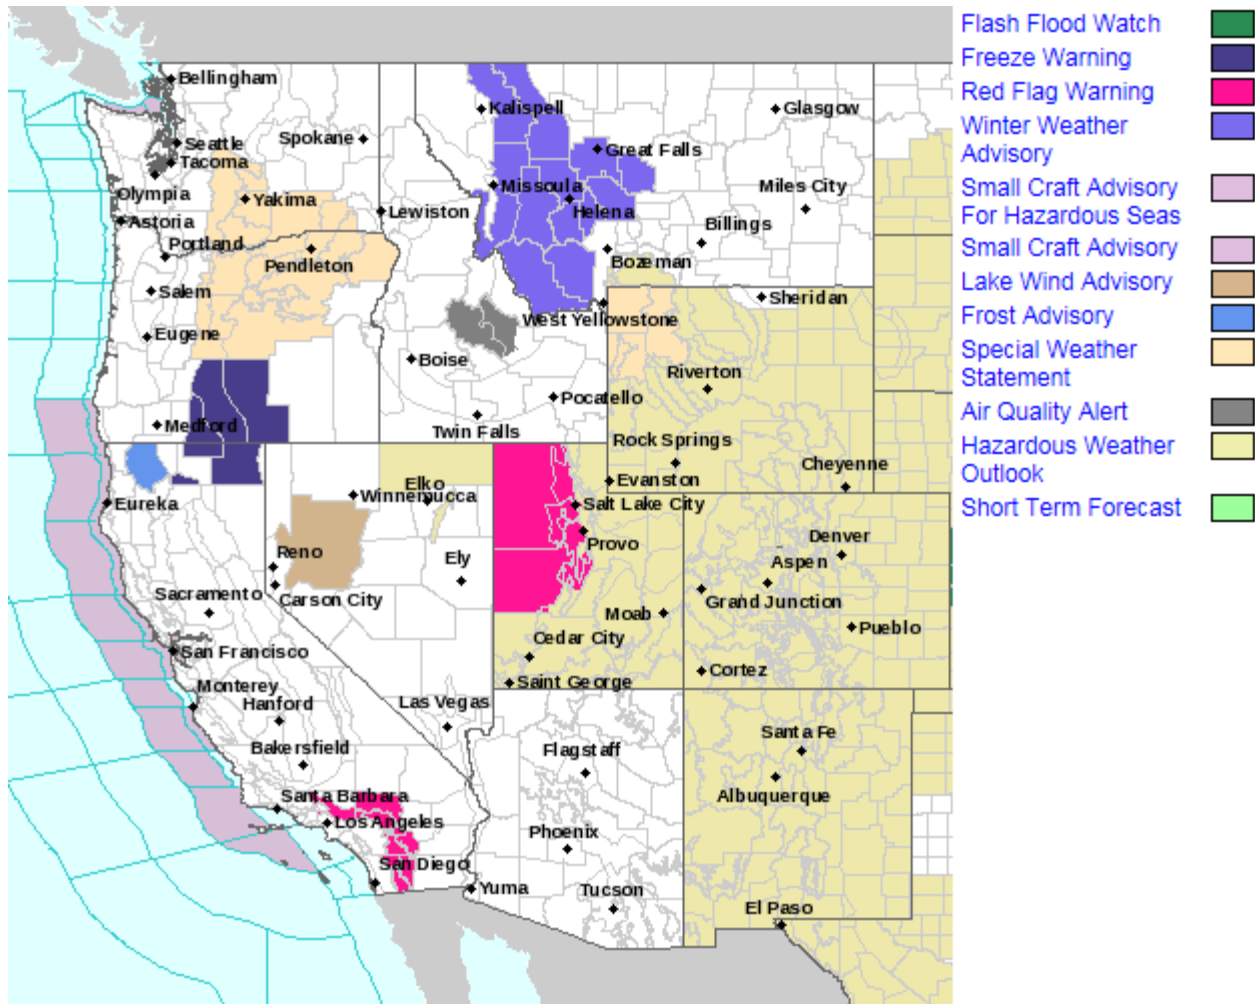 Flash Flood Watch
Freeze Warning
Red Flag Warning
Winter Weather
Advisory
Small Craft Advisory
For Hazardous Seas
Small Craft Advisory
Lake Wind Advisory
Frost Advisory
Special Weather
Statement
Air Quality Alert
Hazardous Weather
Outlook
Short Term Forecast
Bellingham
Kalispell
Glasgow
Seattle
Spokane
Great Falls
Tacoma
Olympia
Missoula
Miles City
Yakima
Helena
Lewiston
Astoria
Billings
Portland
Pendleton
Bozeman
Salem
Sheridan
West Yellowstone
Eugene
Boise
Riverton
Pocatello
Medford
Twin Falls
Rock Springs
Cheyenne
Evanston
Elko
Winnemucca
Eureka
Salt Lake City
Denver
Provo
Reno
Ely
Aspen
Sacramento
Carson City
Grand Junction
Moab
Pueblo
Cedar City
San Francisco
Cortez
Saint George
Monterey
Hanford
Las Vegas
Santa Fe
Bakersfield
Flagstaff
Santa Barbara
Albuquerque
Los Angeles
Phoenix
San Diego
Yuma
Tucson
El Paso